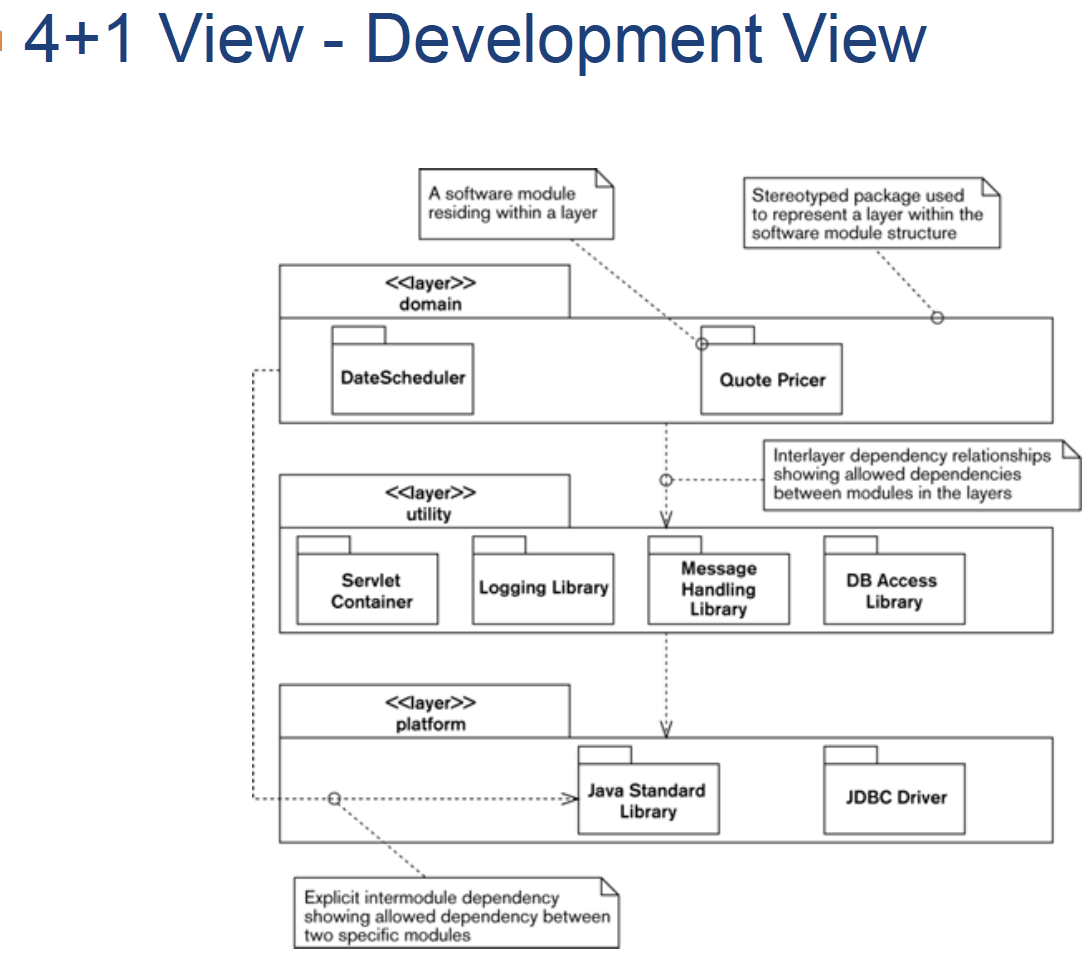 4+1 View - Development View
A software module
residing within a layer
Stereotyped package used
to represent a layer within the
software module structure
<<layer>>
domain
DateScheduler
Quote Pricer
Interlayer dependency relationships
showing allowed dependencies
between modules in the layers
<<layer>>
utility
Servlet
Container
Logging Library
Message
Handling
Library
DB Access
Library
<<layer>>
platform
Java Standard
Library
JDBC Driver
Explicit intermodule dependency
showing allowed dependency between
two specific modules